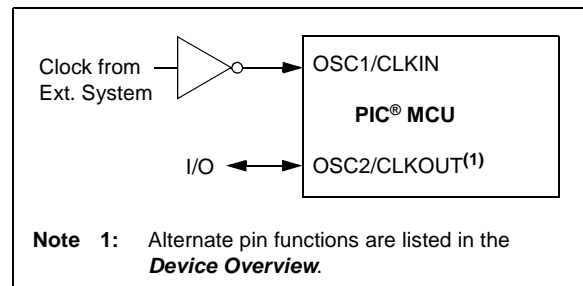 Clock from
Ext. System
OSC1/CLKIN
PIC® MCU
I/O
OSC2/CLKOUT(1)
Note 1: Alternate pin functions are listed in the
Device Overview.